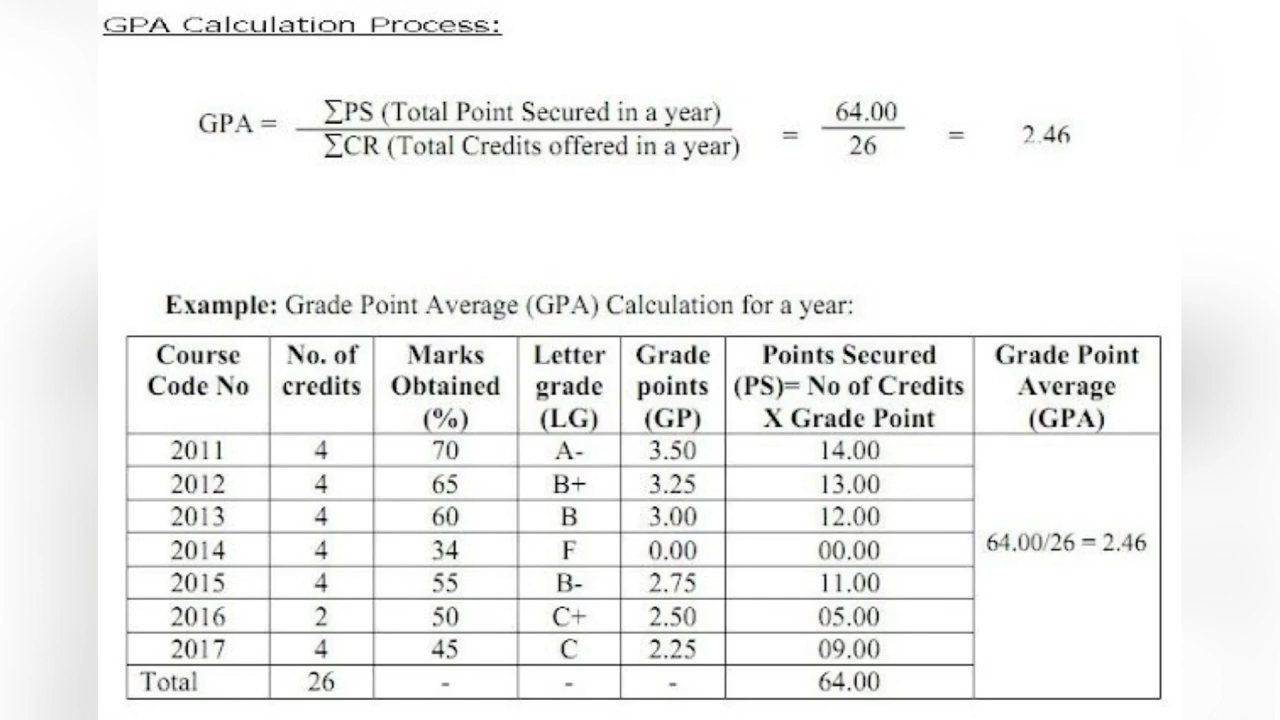 GPA Calculation Process:
GPA = ∑PS (Total Point Secured in a year) / ∑CR (Total Credits offered in a year) = 64.00 / 26 = 2.46
Example: Grade Point Average (GPA) Calculation for a year:
Course Code No | No. of credits | Marks Obtained (%) | Letter grade (LG) | Grade points (GP) | Points Secured (PS)= No of Credits X Grade Point | Grade Point Average (GPA)
2011 | 4 | 70 | A- | 3.50 | 14.00
2012 | 4 | 65 | B+ | 3.25 | 13.00
2013 | 4 | 60 | B | 3.00 | 12.00
2014 | 4 | 34 | F | 0.00 | 00.00 | 64.00/26 = 2.46
2015 | 4 | 55 | B- | 2.75 | 11.00
2016 | 2 | 50 | C+ | 2.50 | 05.00
2017 | 4 | 45 | C | 2.25 | 09.00
Total | 26 | - | - | - | 64.00